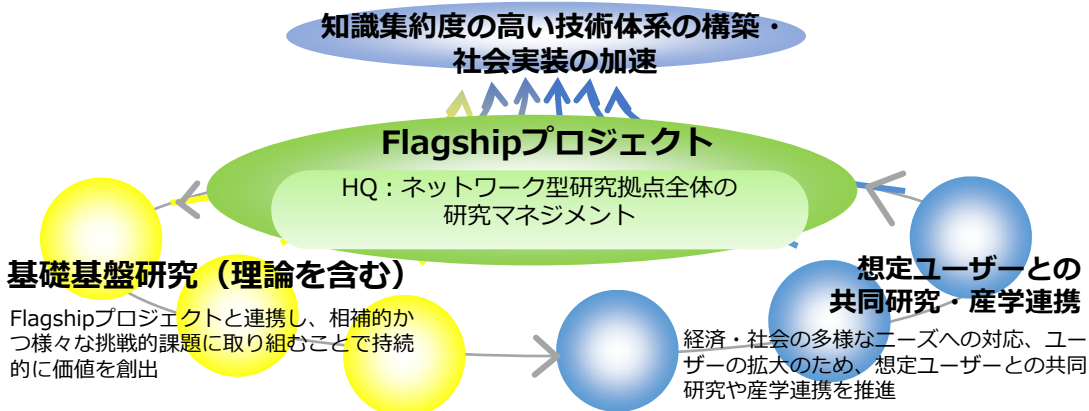 知識集約度の高い技術体系の構築・
社会実装の加速
Flagshipプロジェクト
HQ：ネットワーク型研究拠点全体の
研究マネジメント
基礎基盤研究（理論を含む）
Flagshipプロジェクトと連携し、相補的か
つ様々な挑戦的課題に取り組むことで持続
的に価値を創出
想定ユーザーとの
共同研究・産学連携
経済・社会の多様なニーズへの対応、ユー
ザーの拡大のため、想定ユーザーとの共同
研究や産学連携を推進